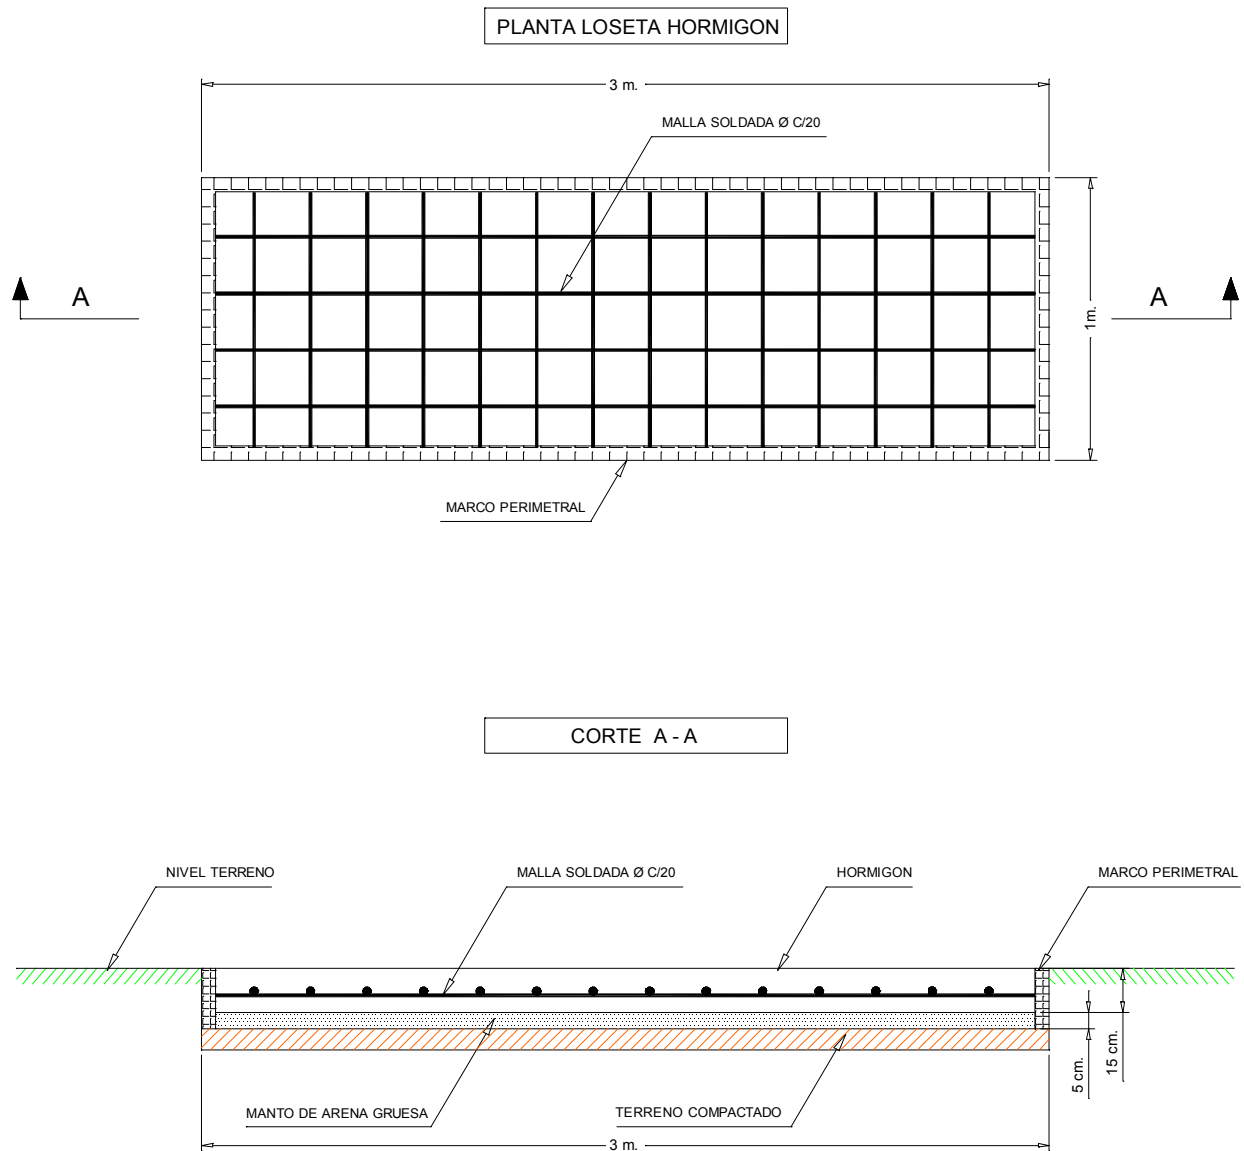 PLANTA LOSETA HORMIGON
3 m.
MALLA SOLDADA Ø C/20
A
A
1m.
MARCO PERIMETRAL
CORTE A - A
NIVEL TERRENO
MALLA SOLDADA Ø C/20
HORMIGON
MARCO PERIMETRAL
5 cm.
15 cm.
MANTO DE ARENA GRUESA
TERRENO COMPACTADO
3 m.